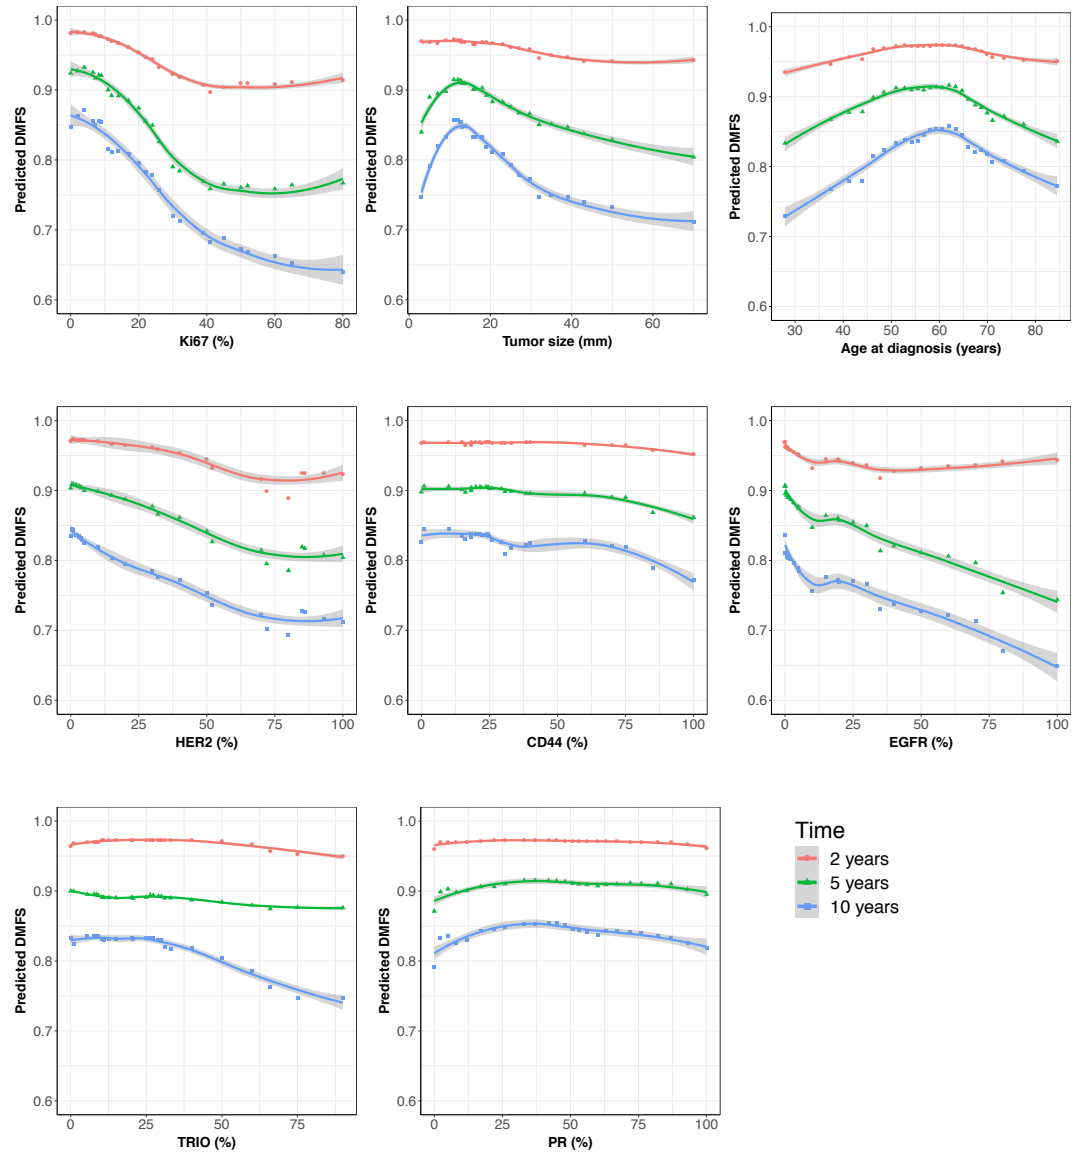 1.0
0.9
0.8
0.7
0.6
Predicted DMFS
0 20 40 60 80
Ki67 (%)
1.0
0.9
0.8
0.7
0.6
Predicted DMFS
0 20 40 60
Tumor size (mm)
1.0
0.9
0.8
0.7
0.6
Predicted DMFS
30 40 50 60 70 80
Age at diagnosis (years)
1.0
0.9
0.8
0.7
0.6
Predicted DMFS
0 25 50 75 100
HER2 (%)
1.0
0.9
0.8
0.7
0.6
Predicted DMFS
0 25 50 75 100
CD44 (%)
1.0
0.9
0.8
0.7
0.6
Predicted DMFS
0 25 50 75 100
EGFR (%)
1.0
0.9
0.8
0.7
0.6
Predicted DMFS
0 25 50 75
TRIO (%)
1.0
0.9
0.8
0.7
0.6
Predicted DMFS
0 25 50 75 100
PR (%)
Time
2 years
5 years
10 years